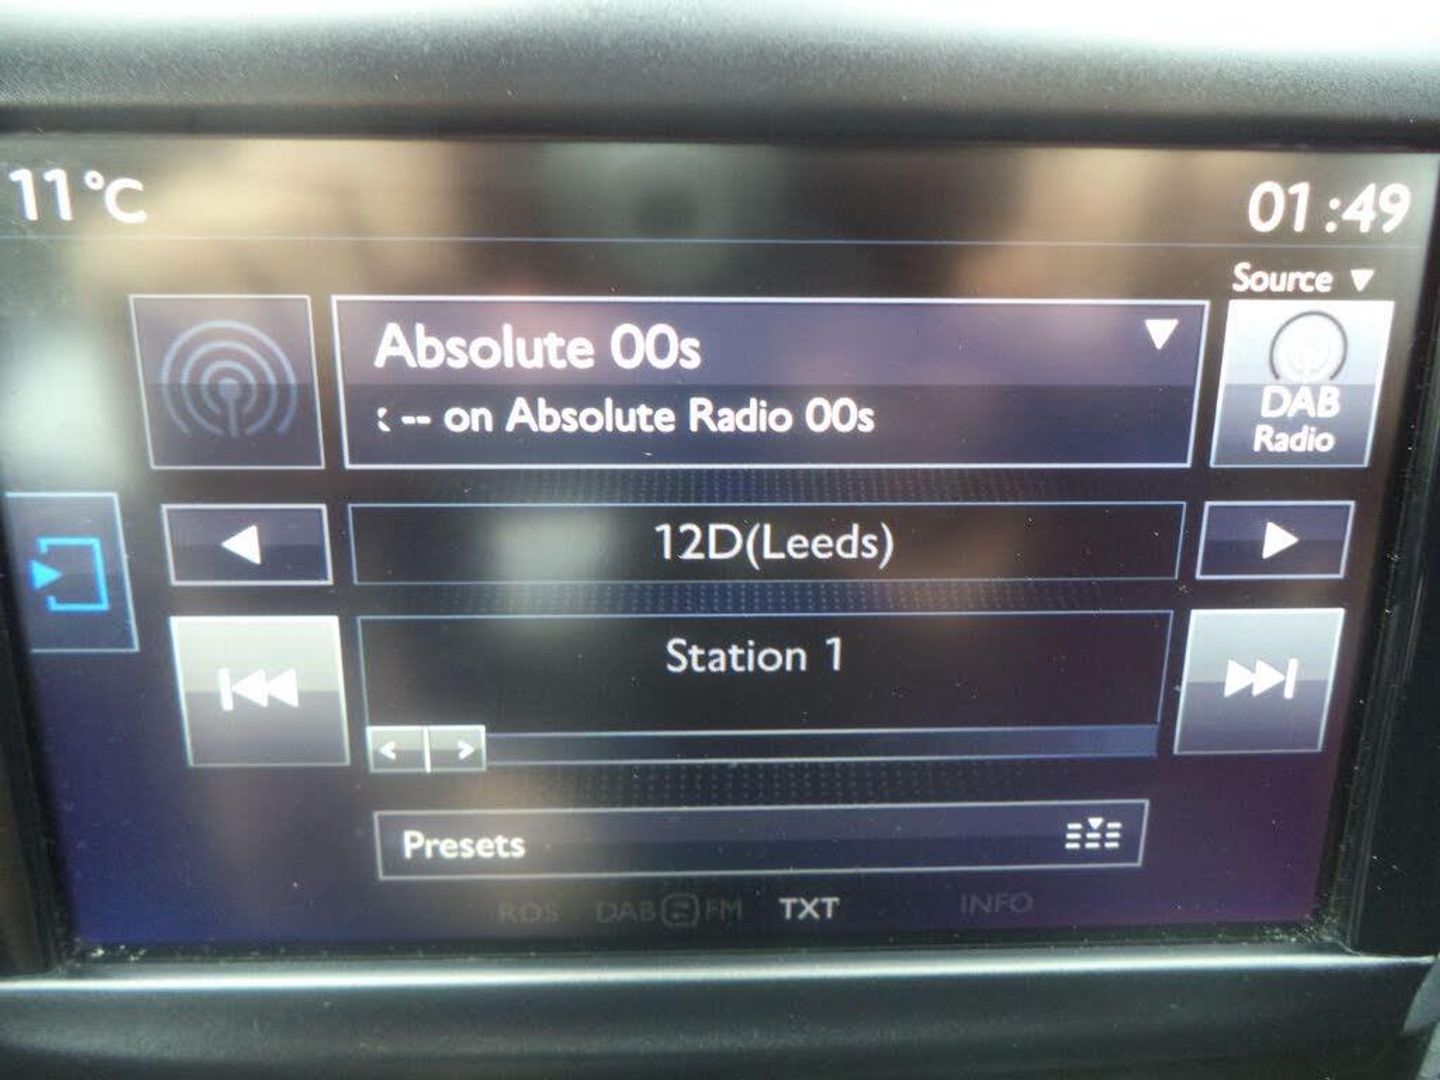 11°C
01:49
Source
Absolute 00s
-- on Absolute Radio 00s
DAB
Radio
12D(Leeds)
Station 1
Presets
RDS DAB FM TXT INFO